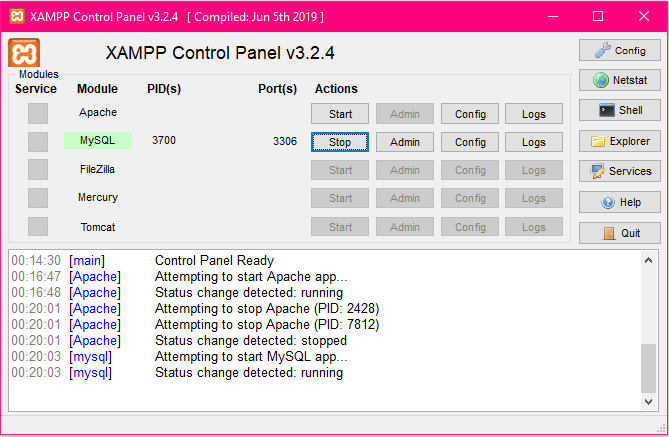 XAMPP Control Panel v3.2.4 [ Compiled: Jun 5th 2019 ]
XAMPP Control Panel v3.2.4
Config
Modules
Service Module PID(s) Port(s) Actions
Netstat
Apache Start Admin Config Logs
Shell
MySQL 3700 3306 Stop Admin Config Logs
Explorer
FileZilla Start Admin Config Logs
Services
Mercury Start Admin Config Logs
Help
Tomcat Start Admin Config Logs
Quit
00:14:30 [main] Control Panel Ready
00:16:47 [Apache] Attempting to start Apache app...
00:16:48 [Apache] Status change detected: running
00:20:01 [Apache] Attempting to stop Apache (PID: 2428)
00:20:01 [Apache] Attempting to stop Apache (PID: 7812)
00:20:01 [Apache] Status change detected: stopped
00:20:03 [mysql] Attempting to start MySQL app...
00:20:03 [mysql] Status change detected: running